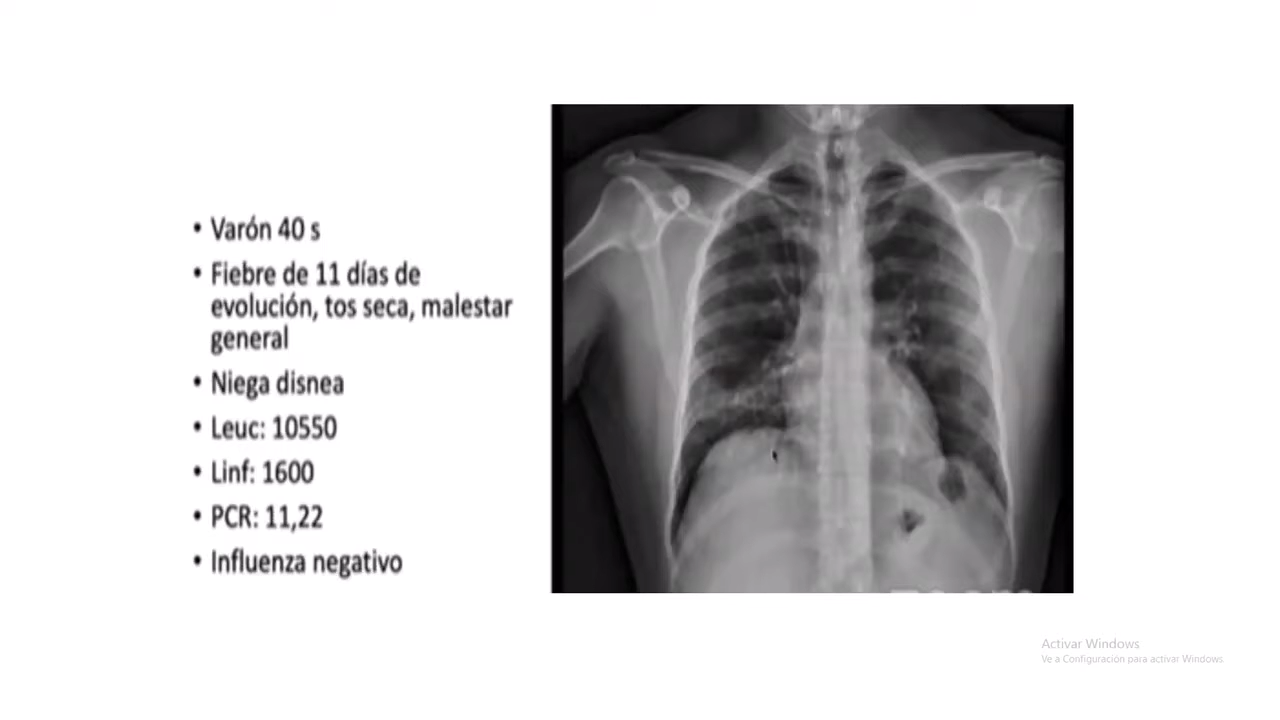 • Varón 40 s
• Fiebre de 11 días de
evolución, tos seca, malestar
general
• Niega disnea
• Leuc: 10550
• Linf: 1600
• PCR: 11,22
• Influenza negativo
Activar Windows
Ve a Configuración para activar Windows